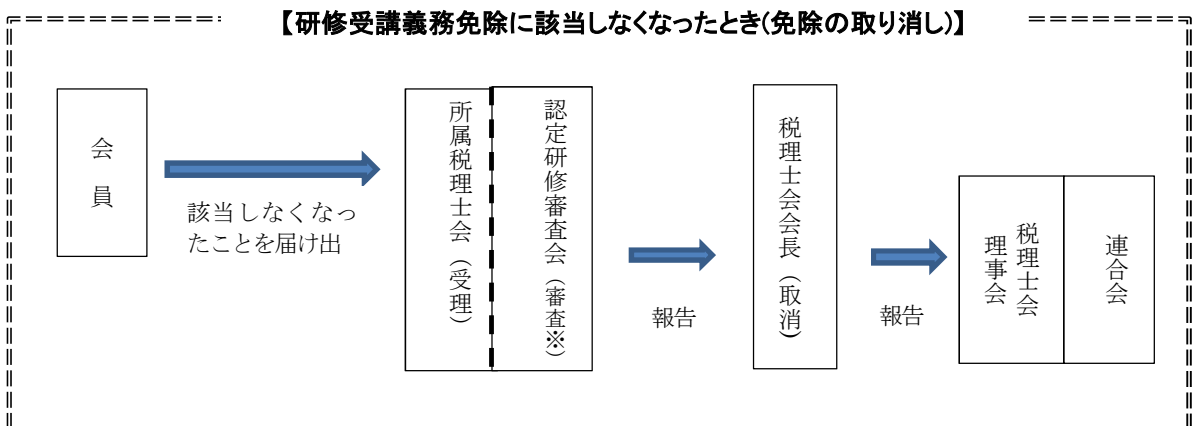 【研修受講義務免除に該当しなくなったとき(免除の取り消し)】
会員
該当しなくなっ
たことを届け出
所属税理士会(受理)
認定研修審査会(審査※)
報告
税理士会会長(取消)
報告
税理士会
理事会
連合会